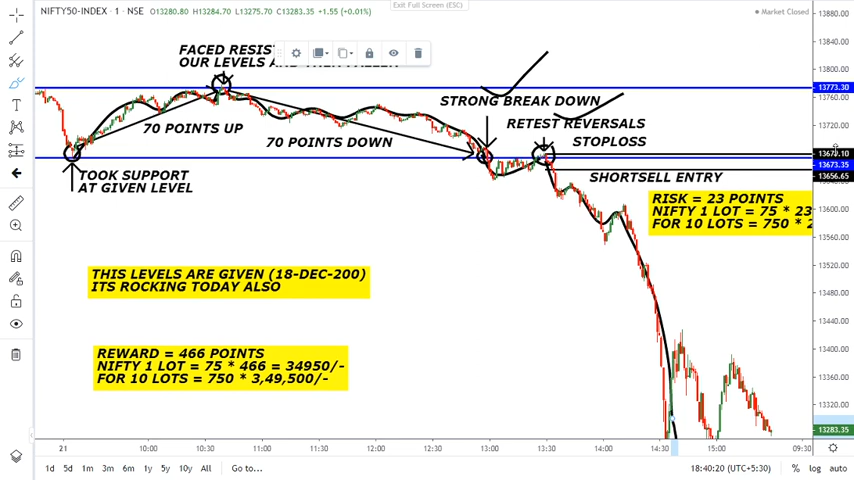 Exit Full Screen (ESC)
NIFTY50-INDEX · 1 · NSE O13280.80 H13284.70 L13275.70 C13283.35 +1.55 (+0.01%)
Market Closed
FACED RESIST
OUR LEVELS AND THEN FALLEN
STRONG BREAK DOWN
RETEST REVERSALS
STOPLOSS
70 POINTS UP
70 POINTS DOWN
TOOK SUPPORT
AT GIVEN LEVEL
SHORTSELL ENTRY
RISK = 23 POINTS
NIFTY 1 LOT = 75 * 23
FOR 10 LOTS = 750 * 2
THIS LEVELS ARE GIVEN (18-DEC-200)
ITS ROCKING TODAY ALSO
REWARD = 466 POINTS
NIFTY 1 LOT = 75 * 466 = 34950/-
FOR 10 LOTS = 750 * 3,49,500/-
13880.00
13840.00
13800.00
13773.30
13760.00
13720.00
13673.35
13656.65
13600.00
13560.00
13520.00
13480.00
13440.00
13400.00
13360.00
13320.00
13283.35
21 10:00 10:30 11:00 11:30 12:00 12:30 13:00 13:30 14:00 14:30 15:00 09:30
1d 5d 1m 3m 6m 1y 5y 10y All Go to...
18:40:20 (UTC+5:30) % log auto